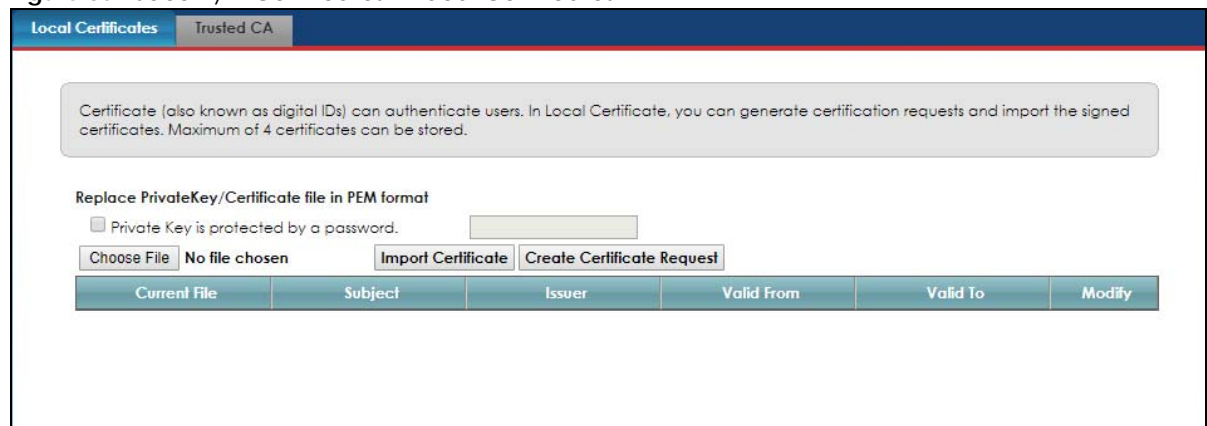 Local Certificates Trusted CA
Certificate (also known as digital IDs) can authenticate users. In Local Certificate, you can generate certification requests and import the signed
certificates. Maximum of 4 certificates can be stored.
Replace PrivateKey/Certificate file in PEM format
Private Key is protected by a password.
Choose File No file chosen Import Certificate Create Certificate Request
Current File Subject Issuer Valid From Valid To Modify